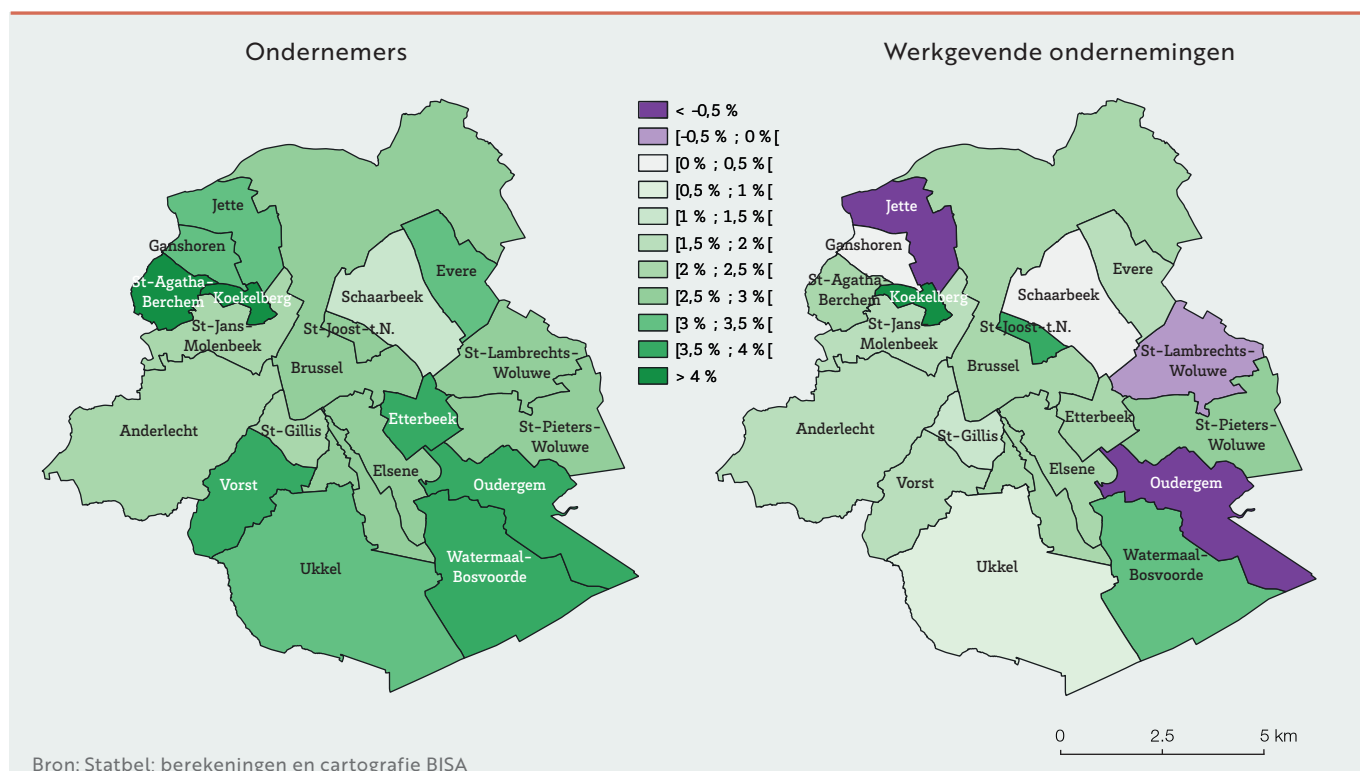 Ondernemers
Werkgevende ondernemingen
< -0,5 %
[-0,5 % ; 0 % [
[0 % ; 0,5 % [
[0,5 % ; 1 % [
[1 % ; 1,5 % [
[1,5 % ; 2 % [
[2 % ; 2,5 % [
[2,5 % ; 3 % [
[3 % ; 3,5 % [
[3,5 % ; 4 % [
> 4 %
Jette
Ganshoren
St-Agatha-
Berchem
Koekelberg
St-Jans-
Molenbeek
Evere
Schaarbeek
St-Joost-t.N.
St-Lambrechts-
Woluwe
Brussel
Anderlecht
St-Gillis
Etterbeek
St-Pieters-
Woluwe
Elsene
Vorst
Oudergem
Ukkel
Watermaal-
Bosvoorde
Jette
Ganshoren
St-Agatha-
Berchem
Koekelberg
St-Jans-
Molenbeek
Evere
Schaarbeek
St-Joost-t.N.
St-Lambrechts-
Woluwe
Brussel
Anderlecht
St-Gillis
Etterbeek
St-Pieters-
Woluwe
Elsene
Vorst
Oudergem
Ukkel
Watermaal-
Bosvoorde
0 2.5 5 km
Bron: Statbel; berekeningen en cartografie BISA